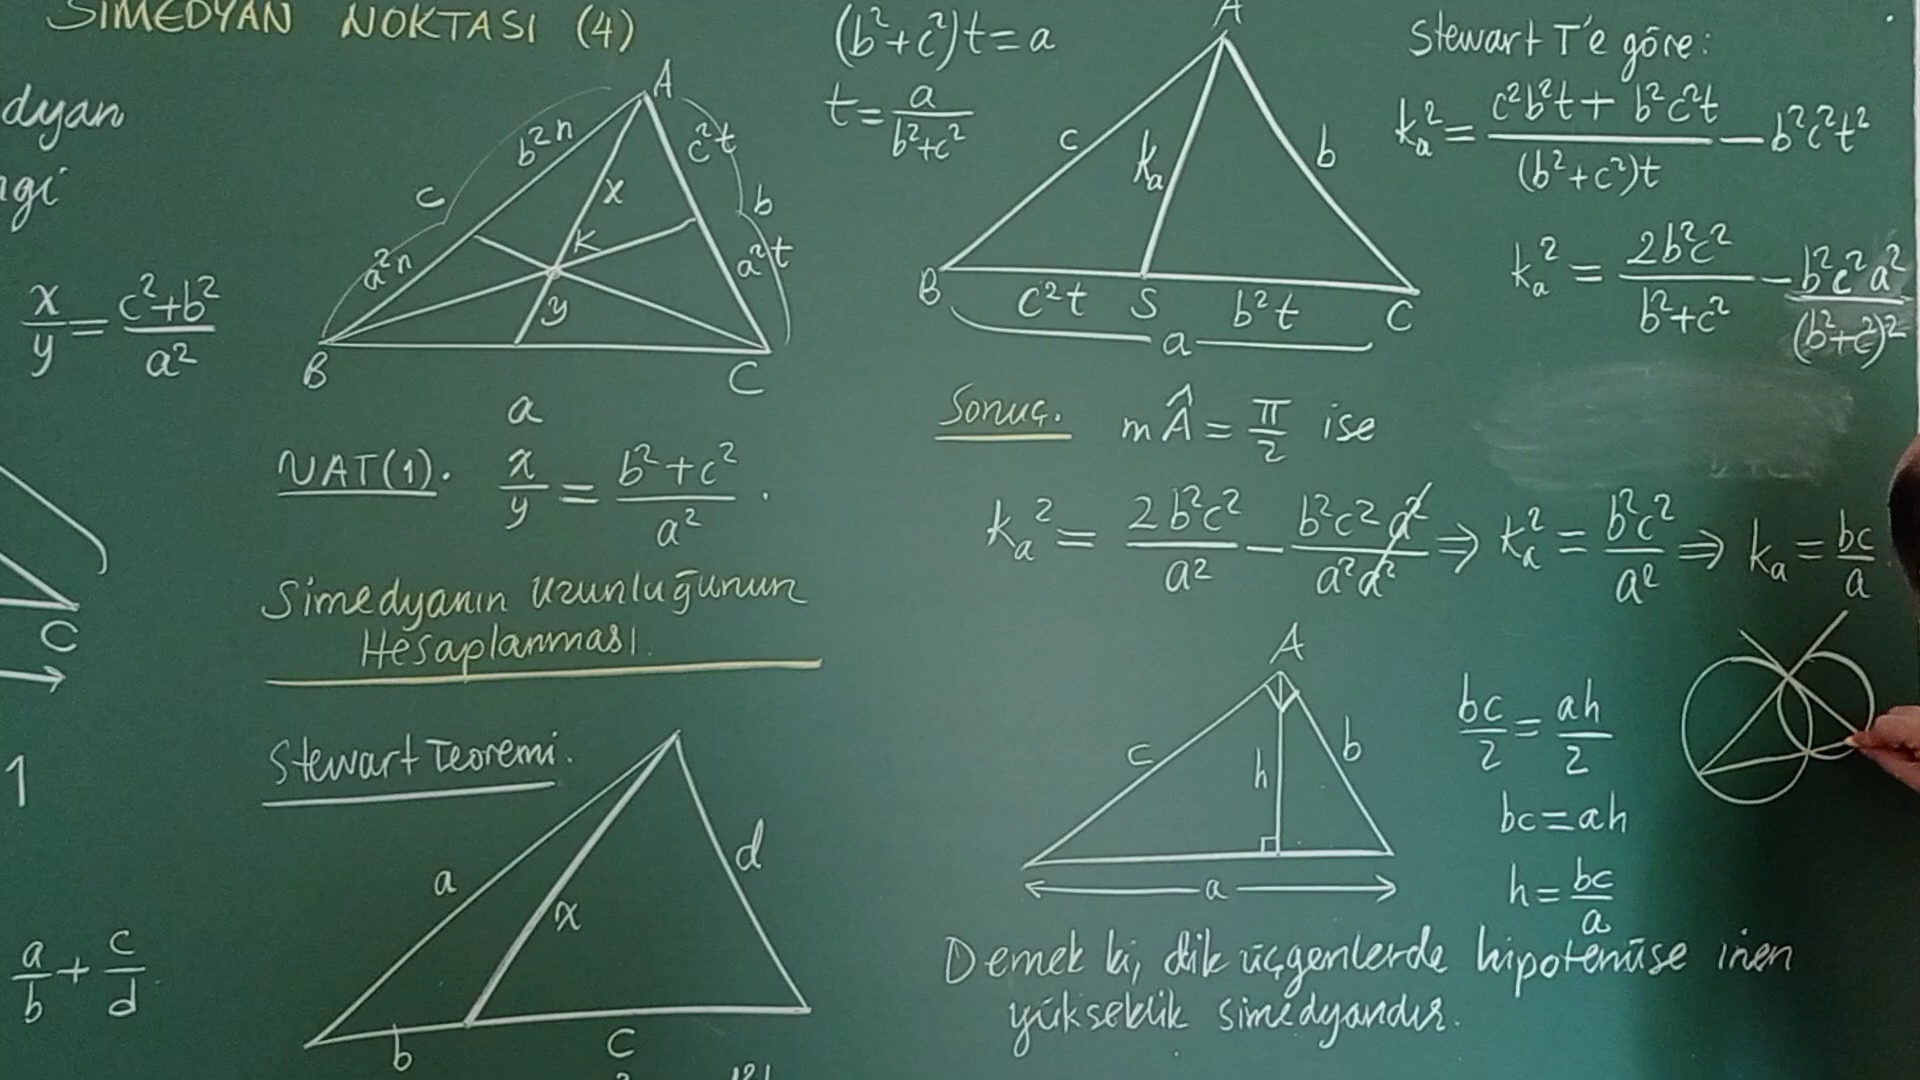 SİMEDYAN NOKTASI (4)
dyan
gi
x/y = (c²+b²)/a²
C
1
a/b + c/d
A
b²n
c²t
c
x
b
K
a²n
a²t
y
B
C
a
x/y = (b²+c²)/a² .
Simedyanın Uzunluğunun
Hesaplanması.
Stewart Teoremi.
a
d
x
b
c
(b²+c²)t = a
t = a/(b²+c²)
A
c
kₐ
b
B
c²t
S
b²t
C
a
Stewart T'e göre:
kₐ² = (c²b²t + b²c²t)/((b²+c²)t) − b²c²t²
kₐ² = 2b²c²/(b²+c²) − b²c²a²/(b²+c²)²
Sonuç. mÂ = π/2 ise
kₐ² = 2b²c²/a² − b²c²a²/a²a² ⇒ kₐ² = b²c²/a² ⇒ kₐ = bc/a
A
c
h
b
a
bc/2 = ah/2
bc = ah
h = bc/a
Demek ki, dik üçgenlerde hipotenüse inen
yükseklik simedyandır.